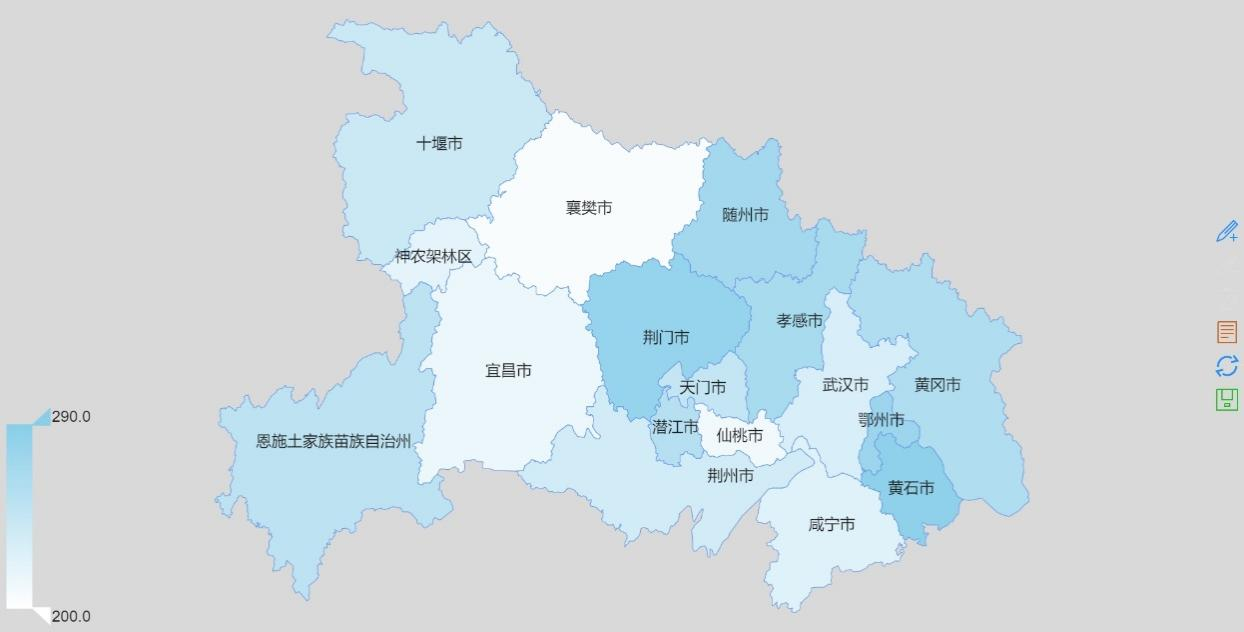 十堰市
襄樊市
随州市
神农架林区
孝感市
荆门市
宜昌市
天门市
武汉市
黄冈市
290.0
鄂州市
潜江市
仙桃市
恩施土家族苗族自治州
荆州市
黄石市
咸宁市
200.0